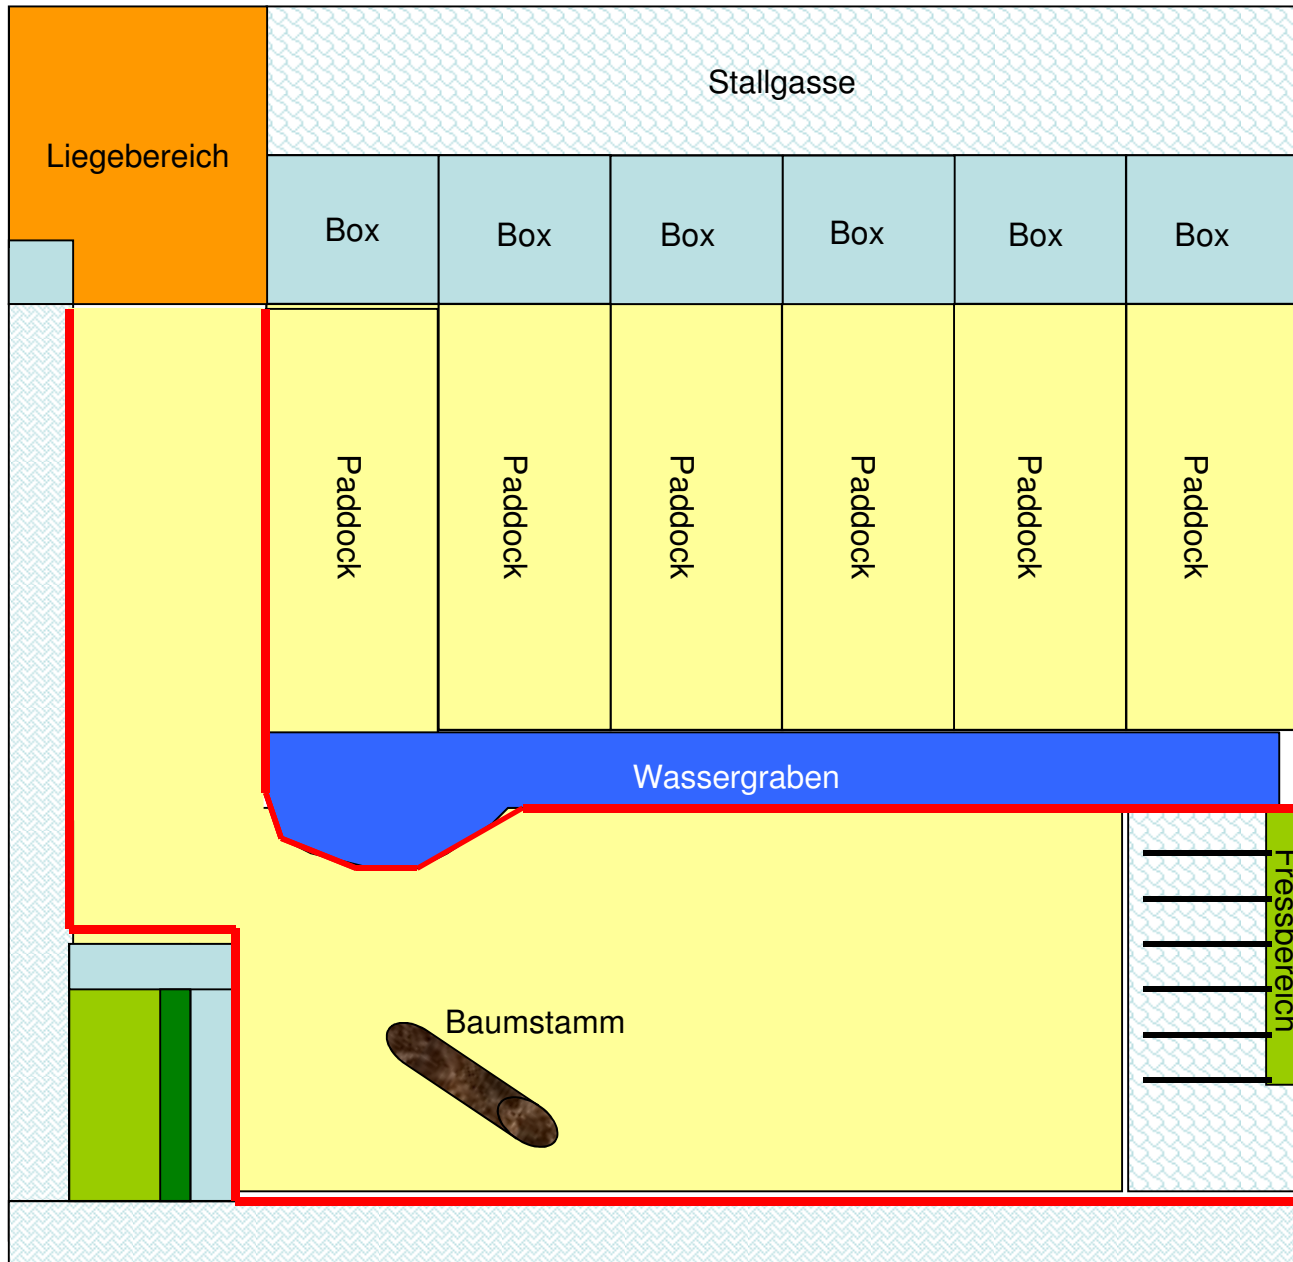 Stallgasse
Liegebereich
Box
Box
Box
Box
Box
Box
Paddock
Paddock
Paddock
Paddock
Paddock
Paddock
Wassergraben
Fressbereich
Baumstamm